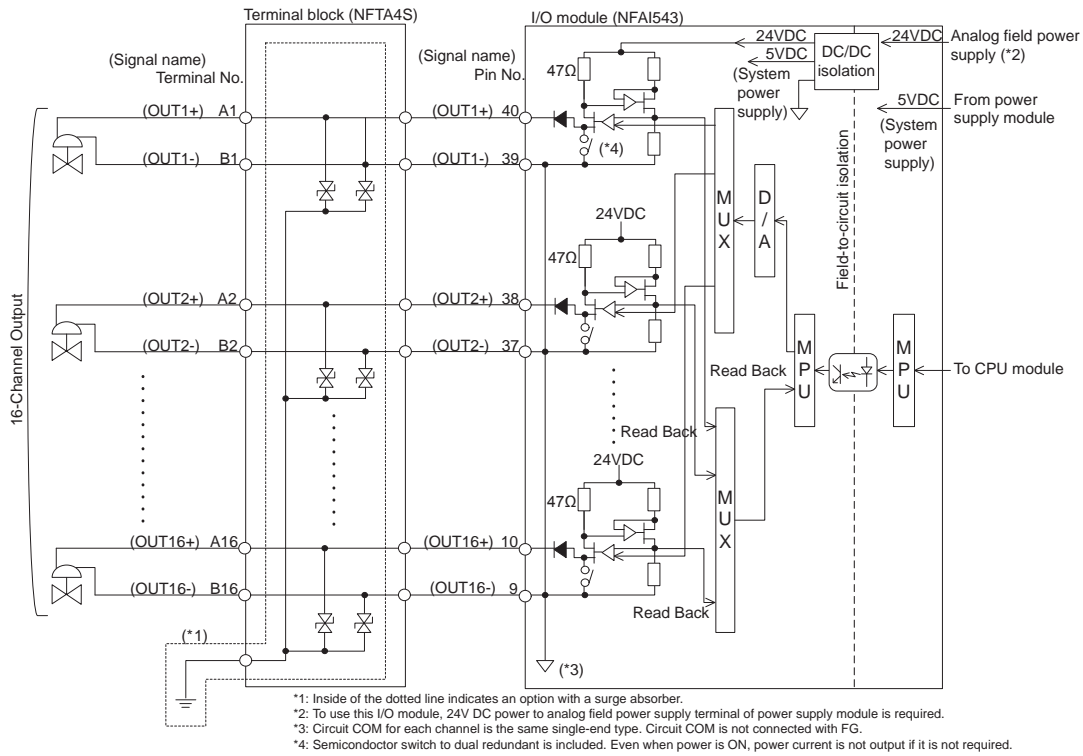 Terminal block (NFTA4S)
I/O module (NFAI543)
24VDC
24VDC
Analog field power
supply (*2)
5VDC
DC/DC
isolation
(System
power
supply)
5VDC
From power
supply module
(System
power
supply)
(Signal name)
Terminal No.
(Signal name)
Pin No.
47Ω
(OUT1+) A1
(OUT1+) 40
(*4)
(OUT1-) B1
(OUT1-) 39
MUX
D/A
Field-to-circuit isolation
24VDC
47Ω
(OUT2+) A2
(OUT2+) 38
(OUT2-) B2
(OUT2-) 37
16-Channel Output
MPU
MPU
To CPU module
Read Back
Read Back
24VDC
47Ω
MUX
(OUT16+) A16
(OUT16+) 10
(OUT16-) B16
(OUT16-) 9
Read Back
(*1)
(*3)
*1: Inside of the dotted line indicates an option with a surge absorber.
*2: To use this I/O module, 24V DC power to analog field power supply terminal of power supply module is required.
*3: Circuit COM for each channel is the same single-end type. Circuit COM is not connected with FG.
*4: Semicondoctor switch to dual redundant is included. Even when power is ON, power current is not output if it is not required.